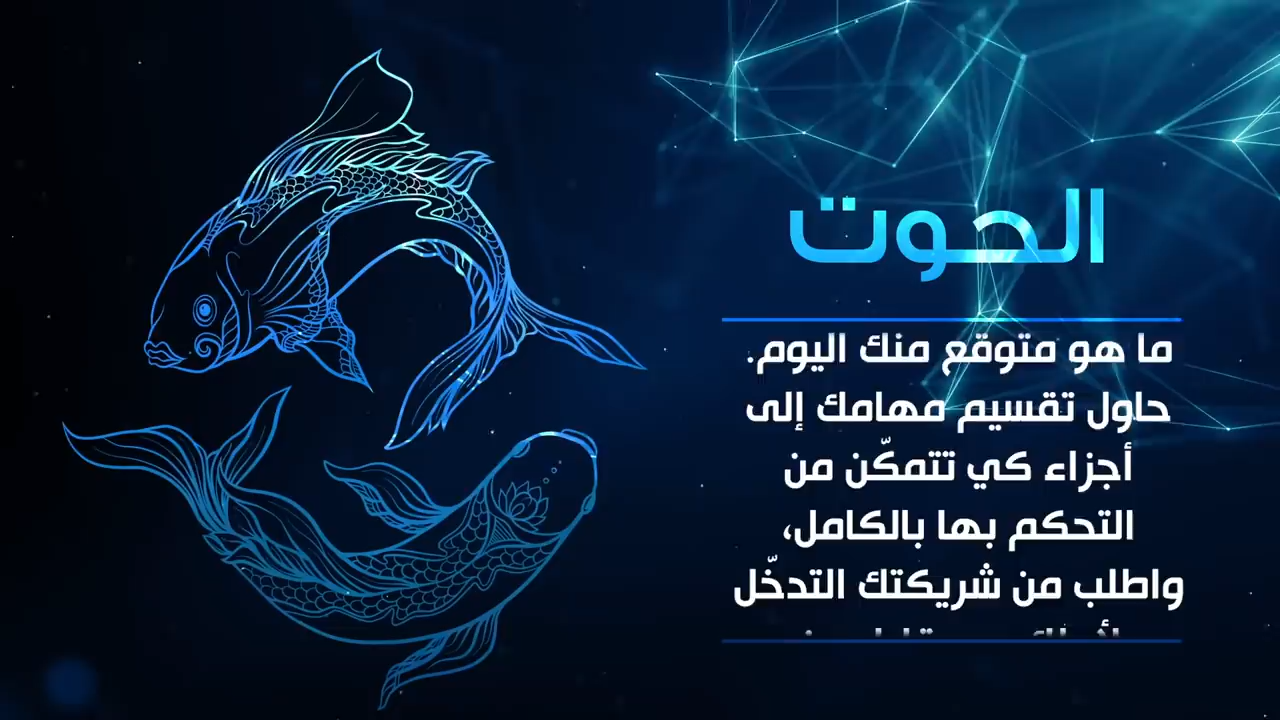 الحوت
ما هو متوقع منك اليوم.
حاول تقسيم مهامك إلى
أجزاء كي تتمكّن من
التحكم بها بالكامل،
واطلب من شريكتك التدخّل